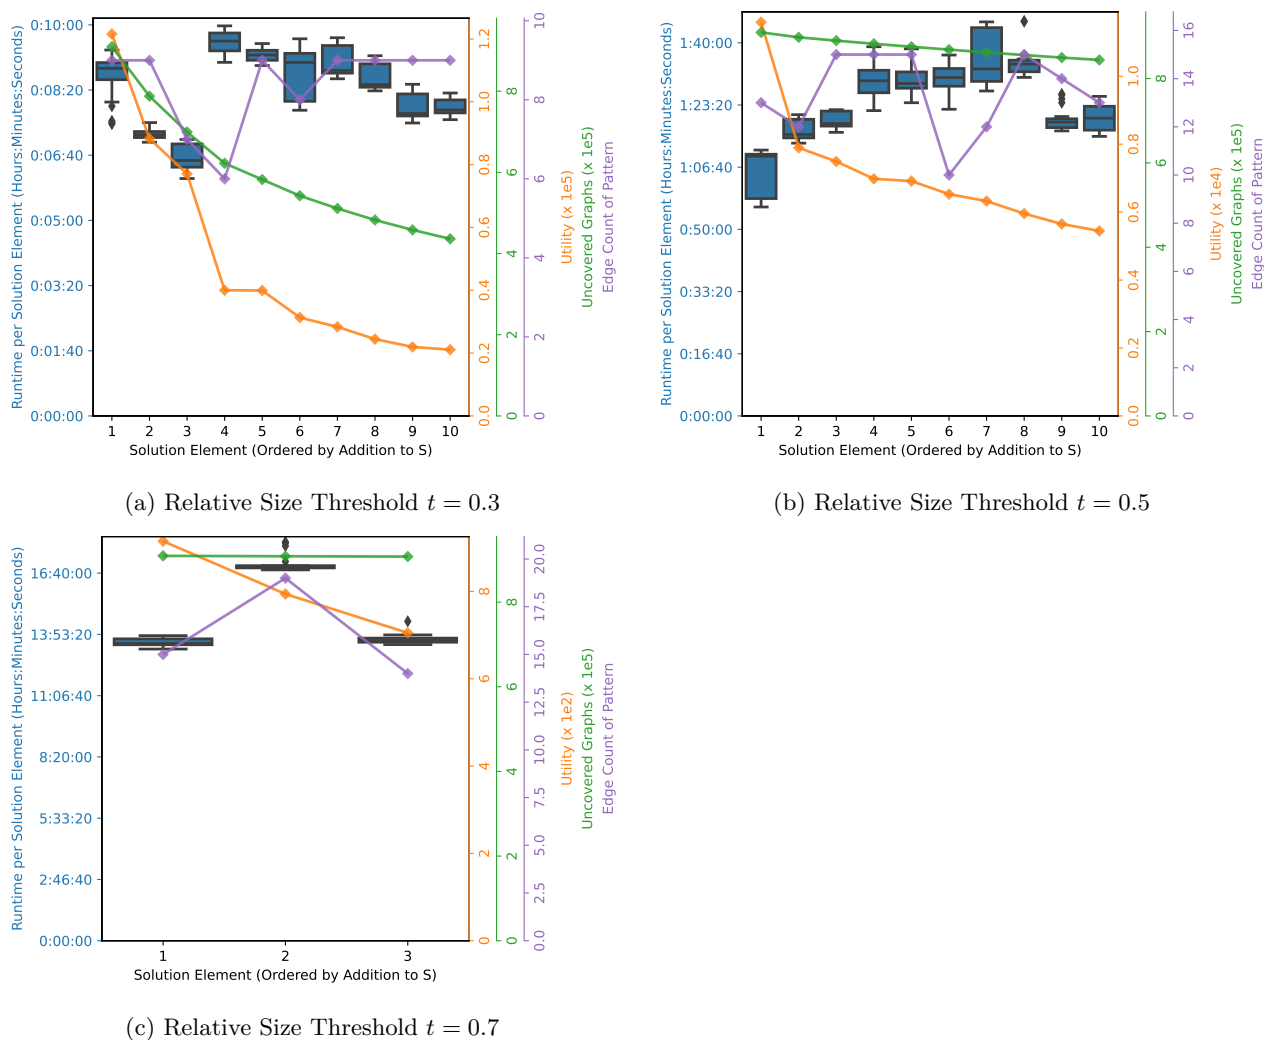 Runtime per Solution Element (Hours:Minutes:Seconds)
0:10:00
0:08:20
0:06:40
0:05:00
0:03:20
0:01:40
0:00:00
1 2 3 4 5 6 7 8 9 10
Solution Element (Ordered by Addition to S)
0.0 0.2 0.4 0.6 0.8 1.0 1.2
Utility (x 1e5)
0 2 4 6 8
Uncovered Graphs (x 1e5)
0 2 4 6 8 10
Edge Count of Pattern
(a) Relative Size Threshold t = 0.3
Runtime per Solution Element (Hours:Minutes:Seconds)
1:40:00
1:23:20
1:06:40
0:50:00
0:33:20
0:16:40
0:00:00
1 2 3 4 5 6 7 8 9 10
Solution Element (Ordered by Addition to S)
0.0 0.2 0.4 0.6 0.8 1.0
Utility (x 1e4)
0 2 4 6 8
Uncovered Graphs (x 1e5)
0 2 4 6 8 10 12 14 16
Edge Count of Pattern
(b) Relative Size Threshold t = 0.5
Runtime per Solution Element (Hours:Minutes:Seconds)
16:40:00
13:53:20
11:06:40
8:20:00
5:33:20
2:46:40
0:00:00
1 2 3
Solution Element (Ordered by Addition to S)
0 2 4 6 8
Utility (x 1e2)
0 2 4 6 8
Uncovered Graphs (x 1e5)
0.0 2.5 5.0 7.5 10.0 12.5 15.0 17.5 20.0
Edge Count of Pattern
(c) Relative Size Threshold t = 0.7